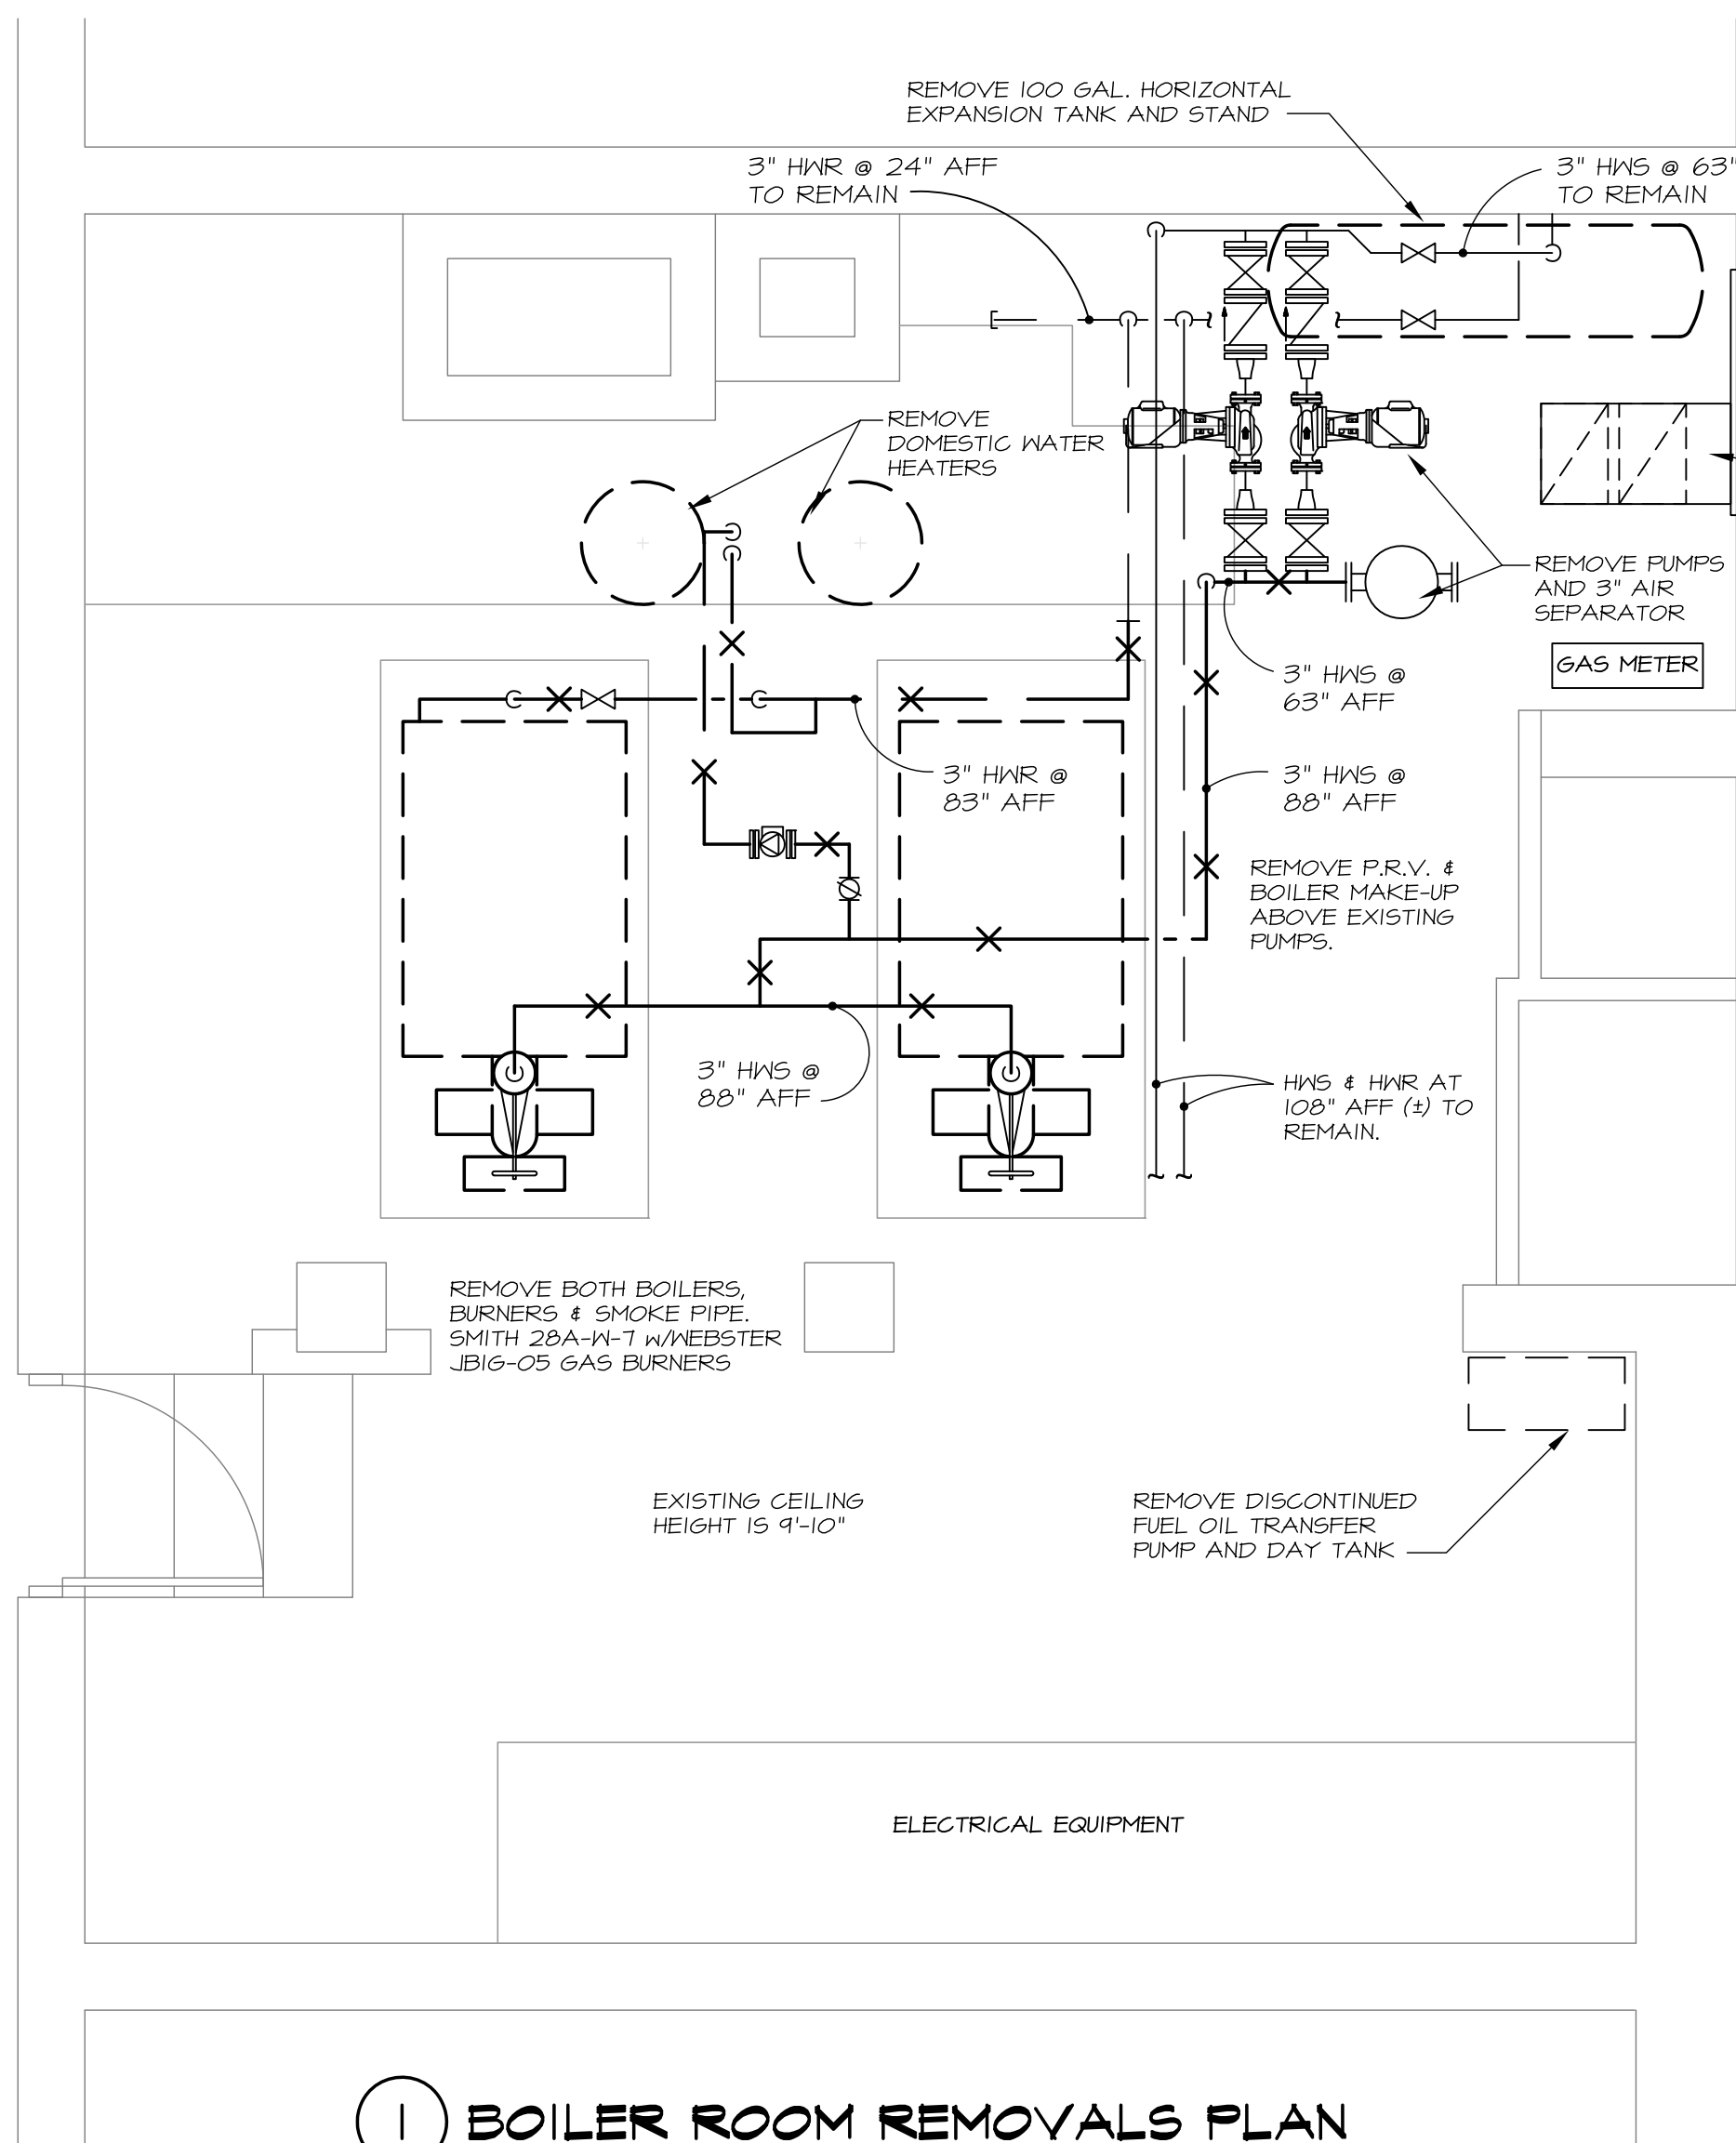 REMOVE 100 GAL. HORIZONTAL
EXPANSION TANK AND STAND
3" HWR @ 24" AFF
TO REMAIN
3" HWS @ 63"
TO REMAIN
REMOVE
DOMESTIC WATER
HEATERS
REMOVE PUMPS
AND 3" AIR
SEPARATOR
GAS METER
3" HWS @
63" AFF
3" HWR @
83" AFF
3" HWS @
88" AFF
REMOVE P.R.V. &
BOILER MAKE-UP
ABOVE EXISTING
PUMPS.
3" HWS @
88" AFF
HWS & HWR AT
108" AFF (±) TO
REMAIN.
REMOVE BOTH BOILERS,
BURNERS & SMOKE PIPE.
SMITH 28A-W-7 w/WEBSTER
JB1G-05 GAS BURNERS
EXISTING CEILING
HEIGHT IS 9'-10"
REMOVE DISCONTINUED
FUEL OIL TRANSFER
PUMP AND DAY TANK
ELECTRICAL EQUIPMENT
1 BOILER ROOM REMOVALS PLAN